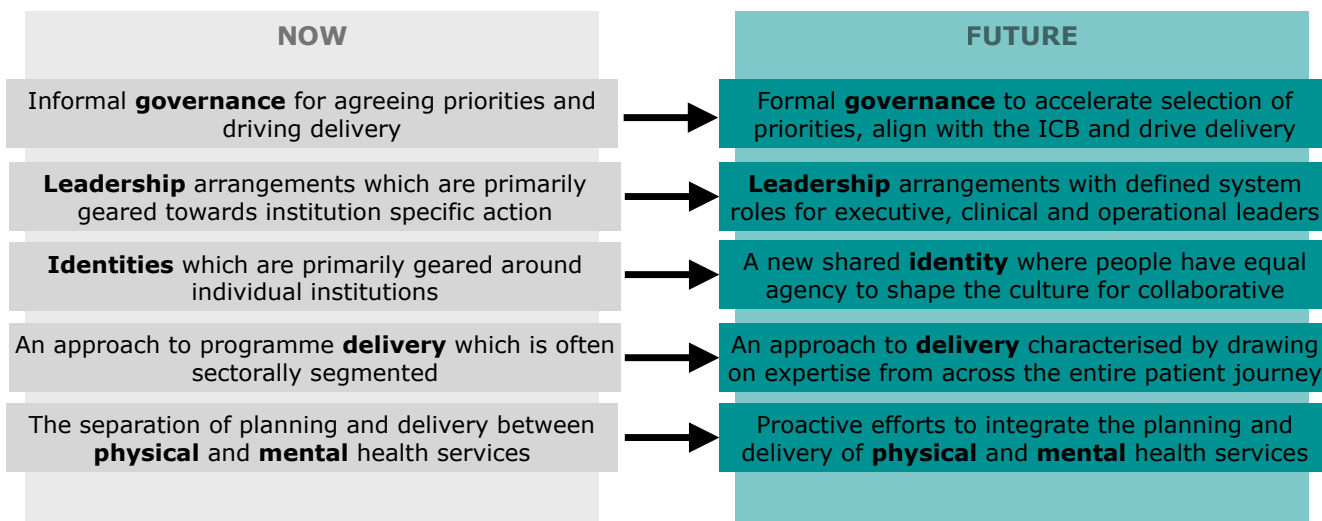 NOW
FUTURE
Informal governance for agreeing priorities and
driving delivery
Formal governance to accelerate selection of
priorities, align with the ICB and drive delivery
Leadership arrangements which are primarily
geared towards institution specific action
Leadership arrangements with defined system
roles for executive, clinical and operational leaders
Identities which are primarily geared around
individual institutions
A new shared identity where people have equal
agency to shape the culture for collaborative
An approach to programme delivery which is often
sectorally segmented
An approach to delivery characterised by drawing
on expertise from across the entire patient journey
The separation of planning and delivery between
physical and mental health services
Proactive efforts to integrate the planning and
delivery of physical and mental health services